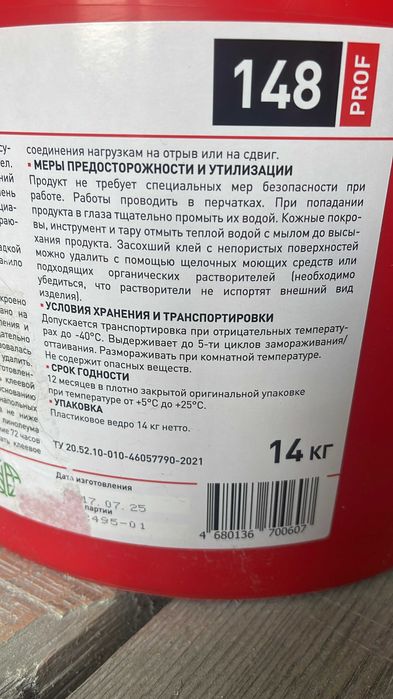 148
PROF
соединения нагрузкам на отрыв или на сдвиг.
• МЕРЫ ПРЕДОСТОРОЖНОСТИ И УТИЛИЗАЦИИ
Продукт не требует специальных мер безопасности при
работе. Работы проводить в перчатках. При попадании
продукта в глаза тщательно промыть их водой. Кожные покро-
вы, инструмент и тару отмыть теплой водой с мылом до высы-
хания продукта. Засохший клей с непористых поверхностей
можно удалить с помощью щелочных моющих средств или
подходящих органических растворителей (необходимо
убедиться, что растворители не испортят внешний вид
изделия).
• УСЛОВИЯ ХРАНЕНИЯ И ТРАНСПОРТИРОВКИ
Допускается транспортировка при отрицательных температу-
рах до -40°С. Выдерживает до 5-ти циклов замораживания/
оттаивания. Размораживать при комнатной температуре.
Не содержит опасных веществ.
• СРОК ГОДНОСТИ
12 месяцев в плотно закрытой оригинальной упаковке
при температуре от +5°С до +25°С.
• УПАКОВКА
Пластиковое ведро 14 кг нетто.
ТУ 20.52.10-010-46057790-2021
14 КГ
Дата изготовления
17.07.25
партии
495-01
4 680136 700607
линолеума
72 часов
клеевое